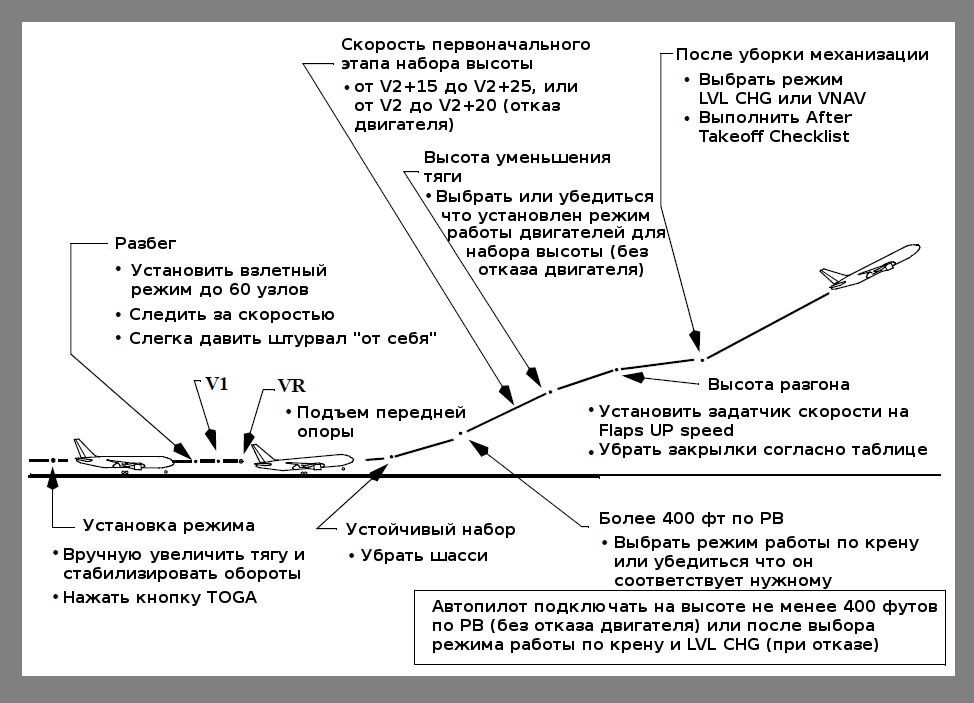 Скорость первоначального
этапа набора высоты
• от V2+15 до V2+25, или
от V2 до V2+20 (отказ
двигателя)
После уборки механизации
• Выбрать режим
LVL CHG или VNAV
• Выполнить After
Takeoff Checklist
Высота уменьшения
тяги
• Выбрать или убедиться
что установлен режим
работы двигателей для
набора высоты (без
отказа двигателя)
Разбег
• Установить взлетный
режим до 60 узлов
• Следить за скоростью
• Слегка давить штурвал "от себя"
V1
VR
• Подъем передней
опоры
Высота разгона
• Установить задатчик скорости на
Flaps UP speed
• Убрать закрылки согласно таблице
Установка режима
• Вручную увеличить тягу и
стабилизировать обороты
• Нажать кнопку TOGA
Устойчивый набор
• Убрать шасси
Более 400 фт по РВ
• Выбрать режим работы по крену
или убедиться что он
соответствует нужному
Автопилот подключать на высоте не менее 400 футов
по РВ (без отказа двигателя) или после выбора
режима работы по крену и LVL CHG (при отказе)